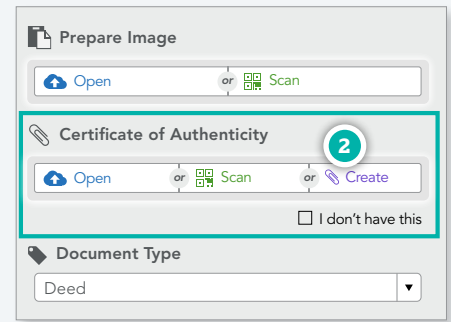 Prepare Image
Open or Scan
Certificate of Authenticity
2
Open or Scan or Create
I don't have this
Document Type
Deed